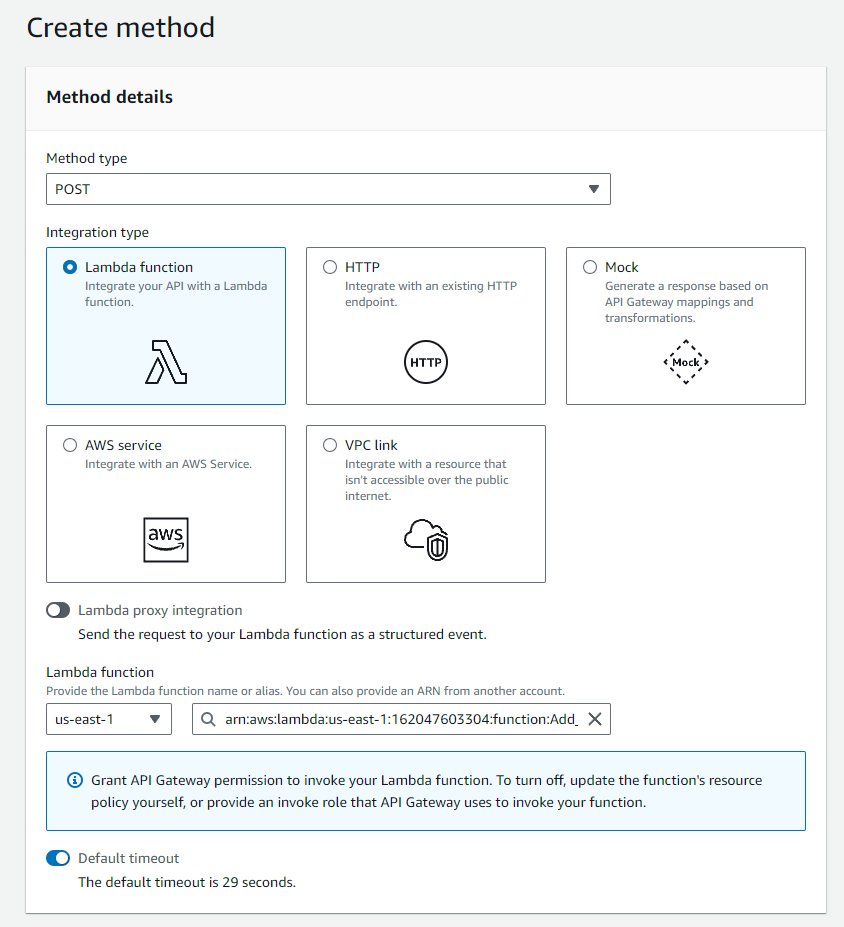 Create method
Method details
Method type
POST
Integration type
Lambda function
Integrate your API with a Lambda
function.
HTTP
Integrate with an existing HTTP
endpoint.
HTTP
Mock
Generate a response based on
API Gateway mappings and
transformations.
Mock
AWS service
Integrate with an AWS Service.
aws
VPC link
Integrate with a resource that
isn't accessible over the public
internet.
Lambda proxy integration
Send the request to your Lambda function as a structured event.
Lambda function
Provide the Lambda function name or alias. You can also provide an ARN from another account.
us-east-1
arn:aws:lambda:us-east-1:162047603304:function:Add_
Grant API Gateway permission to invoke your Lambda function. To turn off, update the function's resource
policy yourself, or provide an invoke role that API Gateway uses to invoke your function.
Default timeout
The default timeout is 29 seconds.